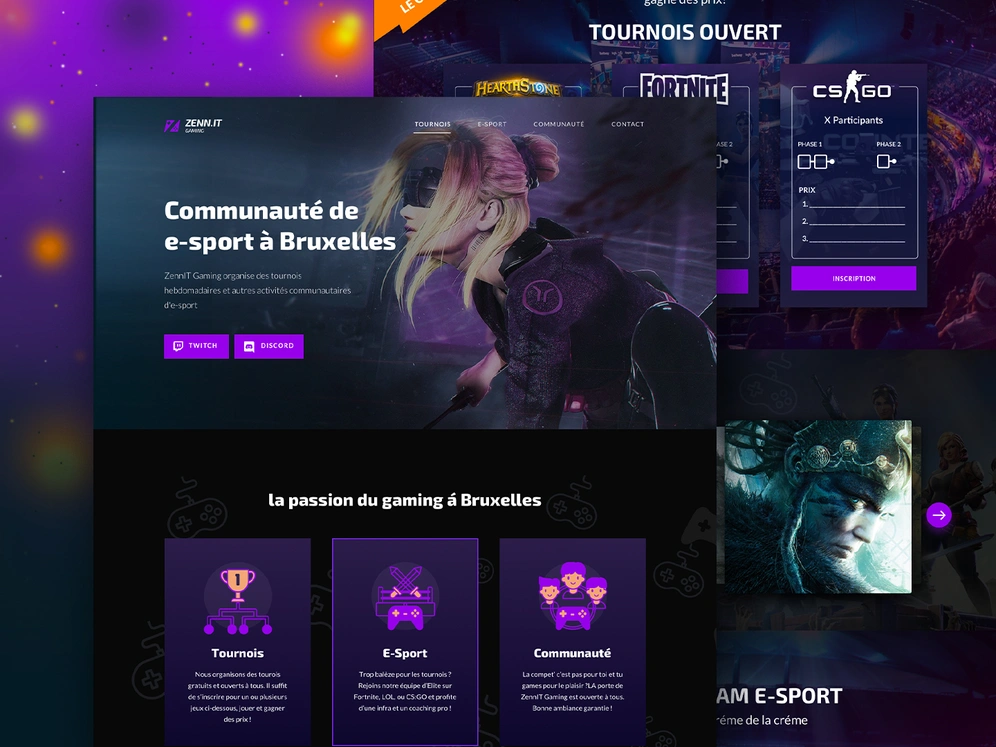 LE C
gagne des prix!
TOURNOIS OUVERT
HEARTHSTONE
FORTNITE
CS GO
X Participants
PHASE 1
PHASE 2
ASE 2
PRIX
1.
2.
3.
INSCRIPTION
ZENN.IT
GAMING
TOURNOIS
E-SPORT
COMMUNAUTÉ
CONTACT
Communauté de
e-sport à Bruxelles
ZennIT Gaming organise des tournois
hebdomadaires et autres activités communautaires
d'e-sport
TWITCH
DISCORD
la passion du gaming á Bruxelles
1
Tournois
Nous organisons des tourois
gratuits et ouverts à tous. Il suffit
de s'inscrire pour un ou plusieurs
jeux ci-dessous, jouer et gagner
des prix !
E-Sport
Trop balèze pour les tournois ?
Rejoins notre équipe d'Elite sur
Fortnite, LOL, ou CS:GO et profite
d'une infra et un coaching pro !
Communauté
La compet' c'est pas pour toi et tu
games pour le plaisir ?LA porte de
ZennIT Gaming est ouverte à tous.
Bonne ambiance garantie !
AM E-SPORT
réme de la créme